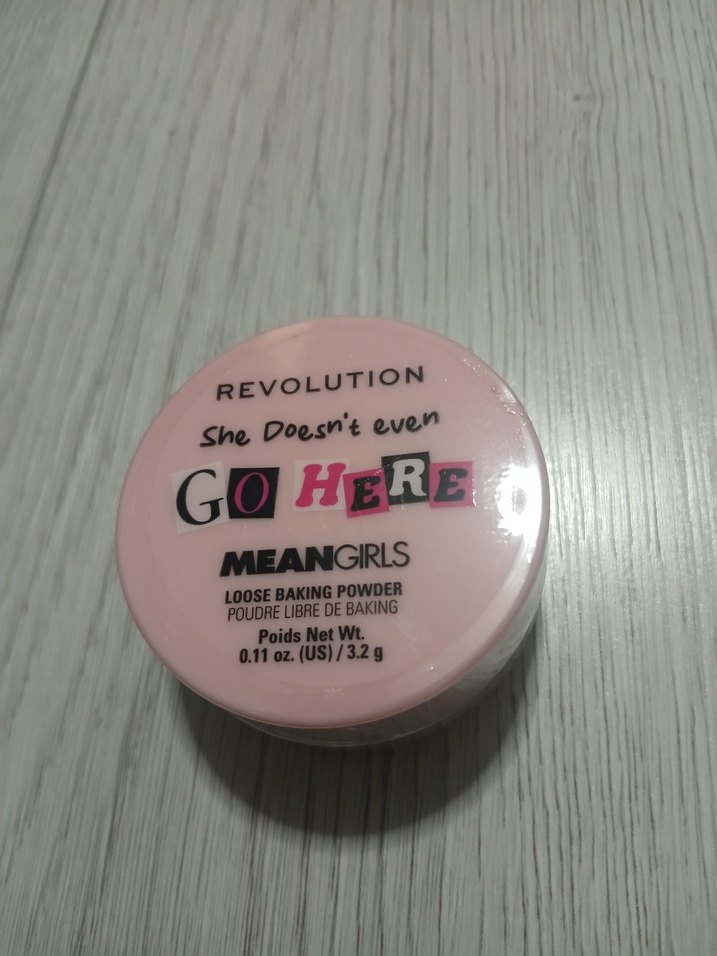 REVOLUTION
She Doesn't even
GO HERE
MEANGIRLS
LOOSE BAKING POWDER
POUDRE LIBRE DE BAKING
Poids Net Wt.
0.11 oz. (US) / 3.2 g